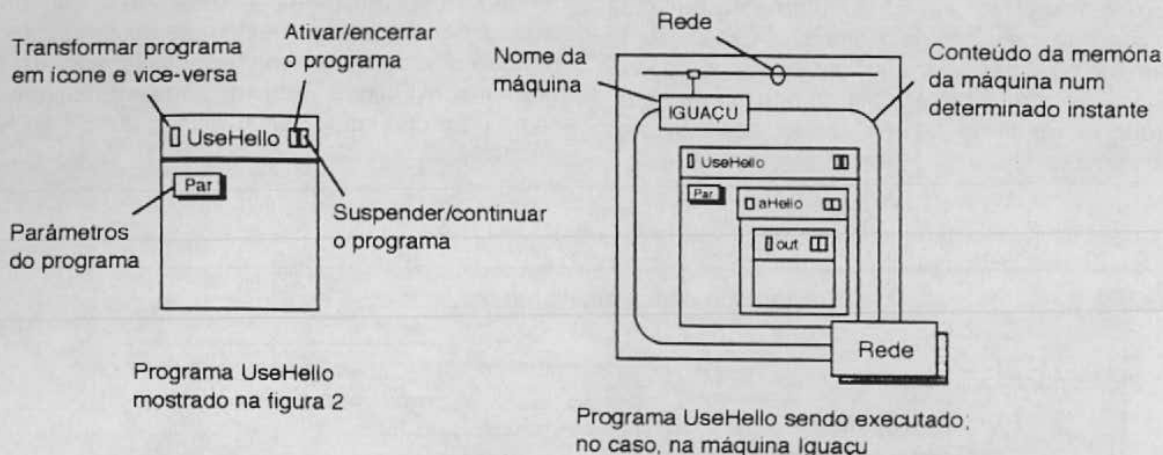 Transformar programa
em ícone e vice-versa
Ativar/encerrar
o programa
UseHello
Par
Parâmetros
do programa
Suspender/continuar
o programa
Programa UseHello
mostrado na figura 2
Rede
Nome da
máquina
Conteúdo da memória
da máquina num
determinado instante
IGUAÇU
UseHello
Par
aHello
out
Rede
Programa UseHello sendo executado;
no caso, na máquina Iguaçu